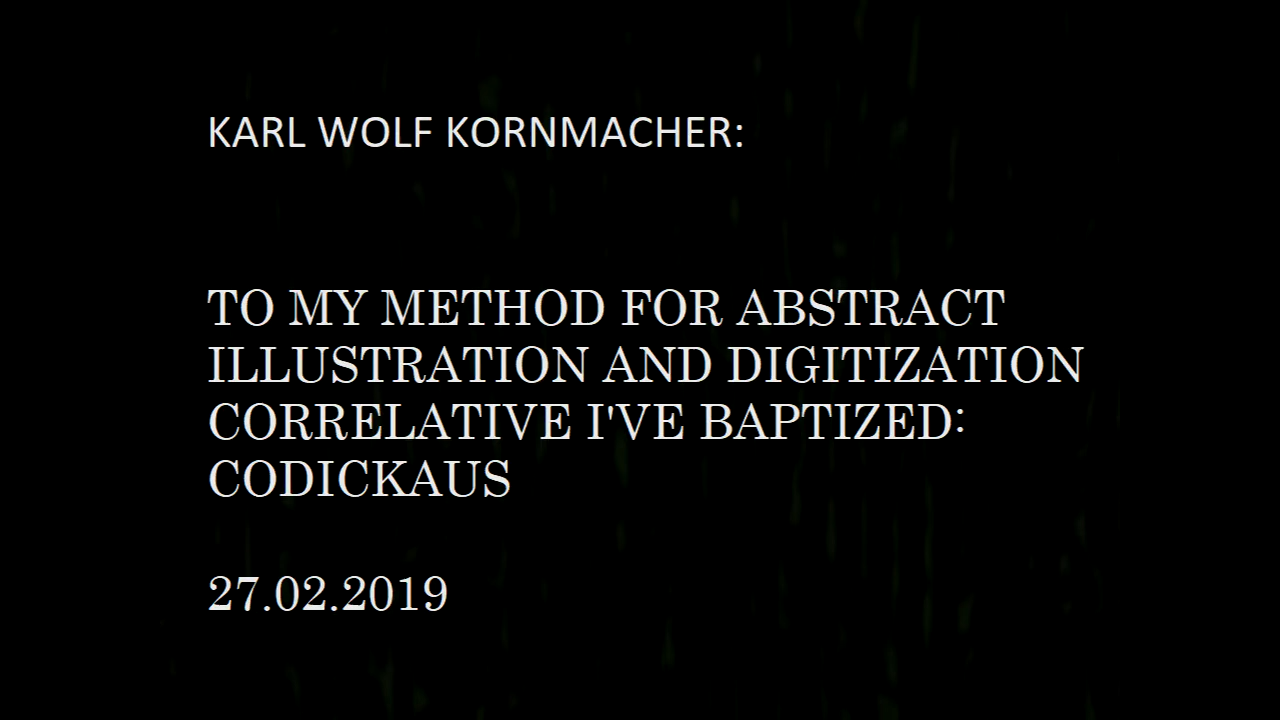 KARL WOLF KORNMACHER:
TO MY METHOD FOR ABSTRACT
ILLUSTRATION AND DIGITIZATION
CORRELATIVE I'VE BAPTIZED:
CODICKAUS
27.02.2019